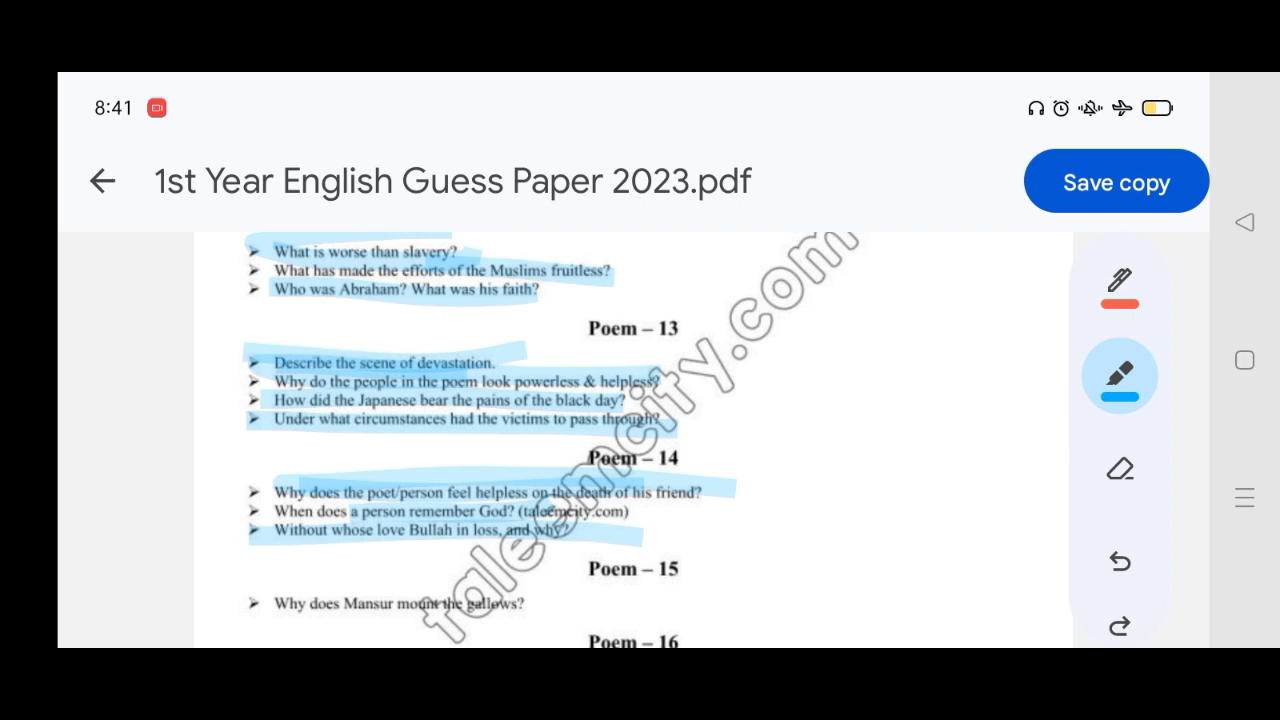 8:41
1st Year English Guess Paper 2023.pdf
Save copy
➤ What is worse than slavery?
➤ What has made the efforts of the Muslims fruitless?
➤ Who was Abraham? What was his faith?
Poem – 13
➤ Describe the scene of devastation.
➤ Why do the people in the poem look powerless & helpless?
➤ How did the Japanese bear the pains of the black day?
➤ Under what circumstances had the victims to pass through?
Poem – 14
➤ Why does the poet/person feel helpless on the death of his friend?
➤ When does a person remember God? (taleemcity.com)
➤ Without whose love Bullah in loss, and why?
Poem – 15
➤ Why does Mansur mount the gallows?
Poem – 16
taleemcity.com